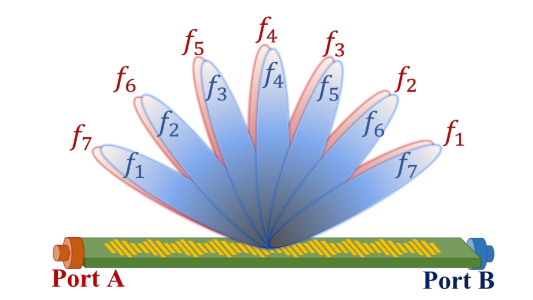 f₄
f₅ f₃
f₆ f₂
f₇ f₁
f₄
f₃ f₅
f₂ f₆
f₁ f₇
Port A Port B